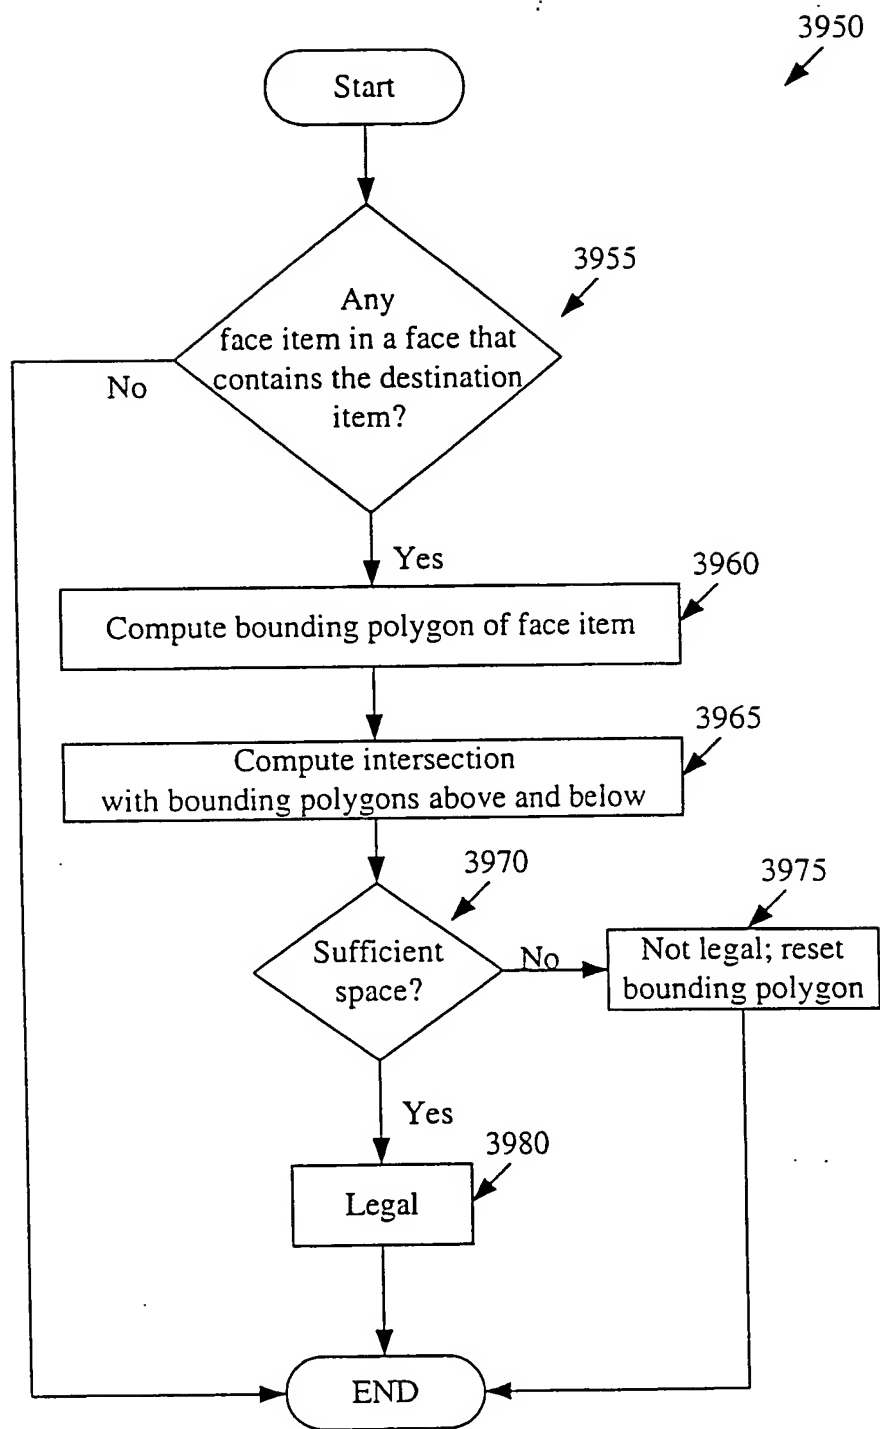 3950
Start
3955
Any
face item in a face that
contains the destination
item?
No
Yes
3960
Compute bounding polygon of face item
3965
Compute intersection
with bounding polygons above and below
3970
3975
Sufficient
space?
No
Not legal; reset
bounding polygon
Yes
3980
Legal
END